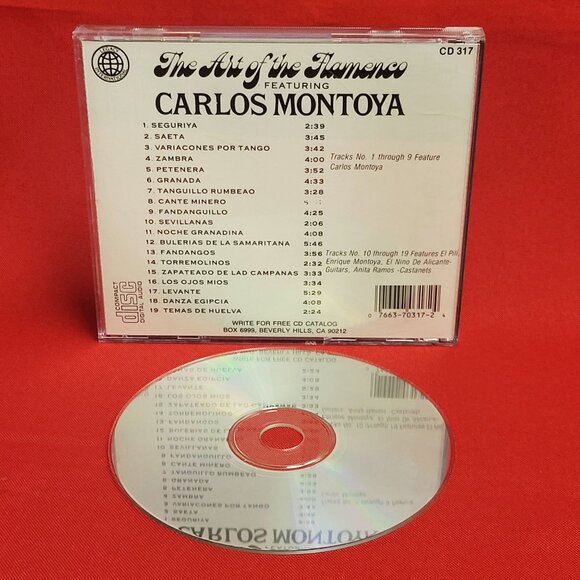 LEGACY
INTERNATIONAL
The Art of the Flamenco
CD 317
FEATURING
CARLOS MONTOYA
1. SEGURIYA 2:39
2. SAETA 3:45
3. VARIACONES POR TANGO 3:42
4. ZAMBRA 4:00
5. PETENERA 3:52
6. GRANADA 4:33
7. TANGUILLO RUMBEAO 3:28
8. CANTE MINERO
9. FANDANGUILLO 4:25
10. SEVILLANAS 2:06
11. NOCHE GRANADINA 4:08
12. BULERIAS DE LA SAMARITANA 5:46
13. FANDANGOS 3:56
14. TORREMOLINOS 2:32
15. ZAPATEADO DE LAD CAMPANAS 3:33
16. LOS OJOS MIOS 3:34
17. LEVANTE 5:29
18. DANZA EGIPCIA 4:08
19. TEMAS DE HUELVA 2:24
Tracks No. 1 through 9 Feature
Carlos Montoya
Tracks No. 10 through 19 Features El Pili,
Enrique Montoya, El Nino De Alicante-
Guitars, Anita Ramos -Castanets
COMPACT
disc
DIGITAL AUDIO
0 7663-70317-2 4
WRITE FOR FREE CD CATALOG
BOX 6999, BEVERLY HILLS, CA 90212